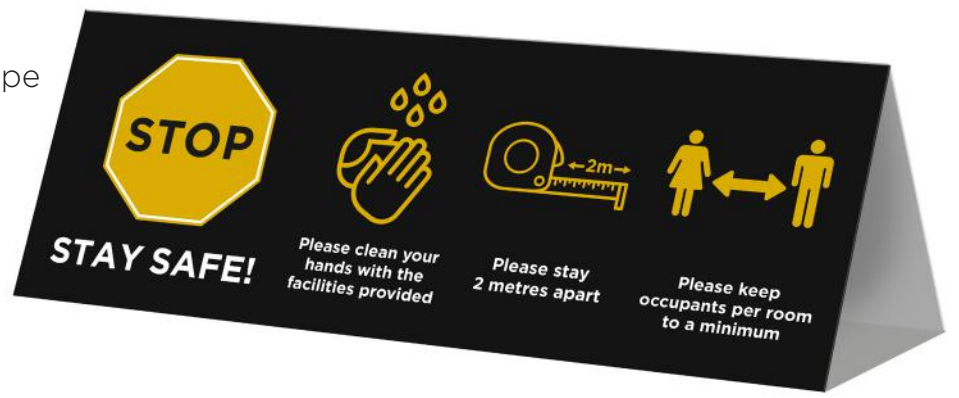 pe
STOP
STAY SAFE!
Please clean your
hands with the
facilities provided
←2m→
Please stay
2 metres apart
Please keep
occupants per room
to a minimum